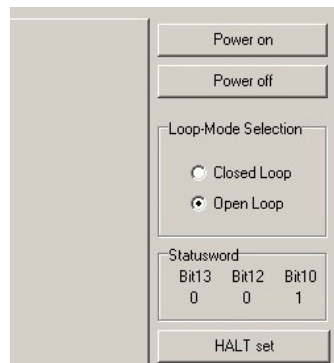 Power on
Power off
Loop-Mode Selection
Closed Loop
Open Loop
Statusword
Bit13 Bit12 Bit10
0 0 1
HALT set